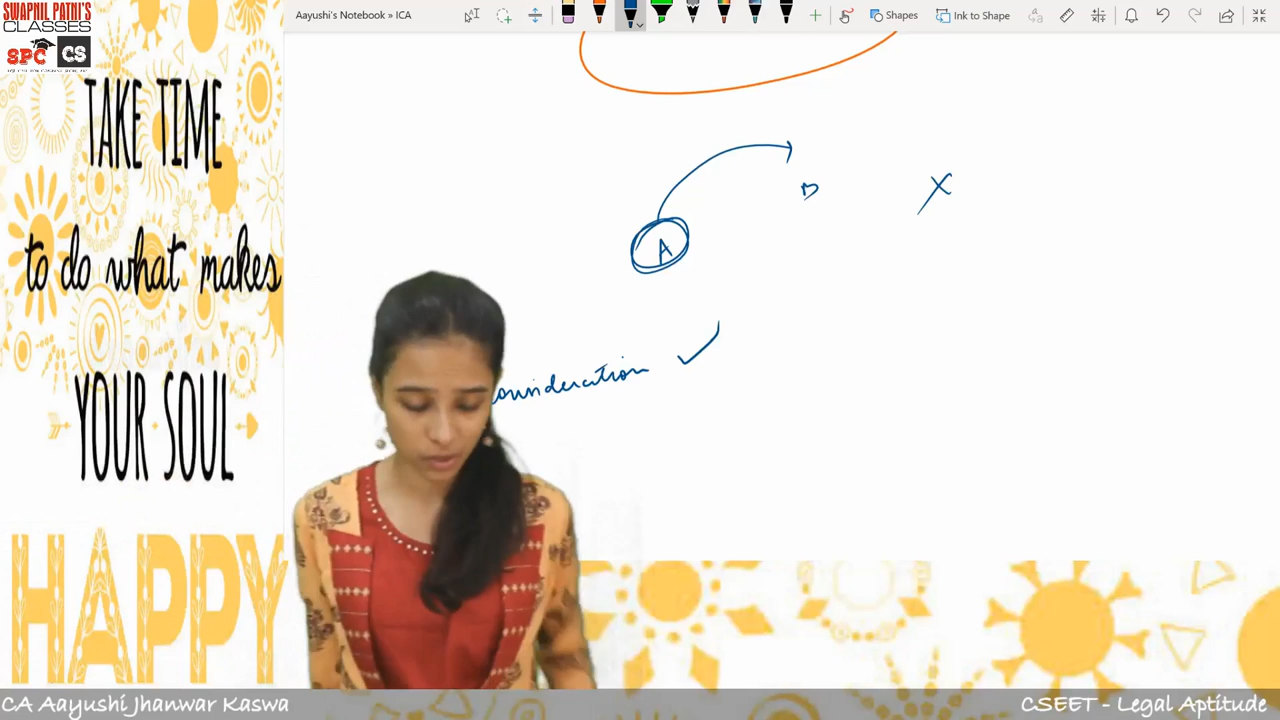 SWAPNIL PATNI'S
CLASSES
SPC CS
Aayushi's Notebook » ICA
Shapes
Ink to Shape
TAKE TIME
to do what makes
YOUR SOUL
HAPPY
B X
A
onsideration ✓
CA Aayushi Jhanwar Kaswa
CSEET - Legal Aptitude